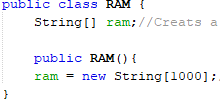 public class RAM {
String[] ram;//Creats a
public RAM(){
ram = new String[1000];
}